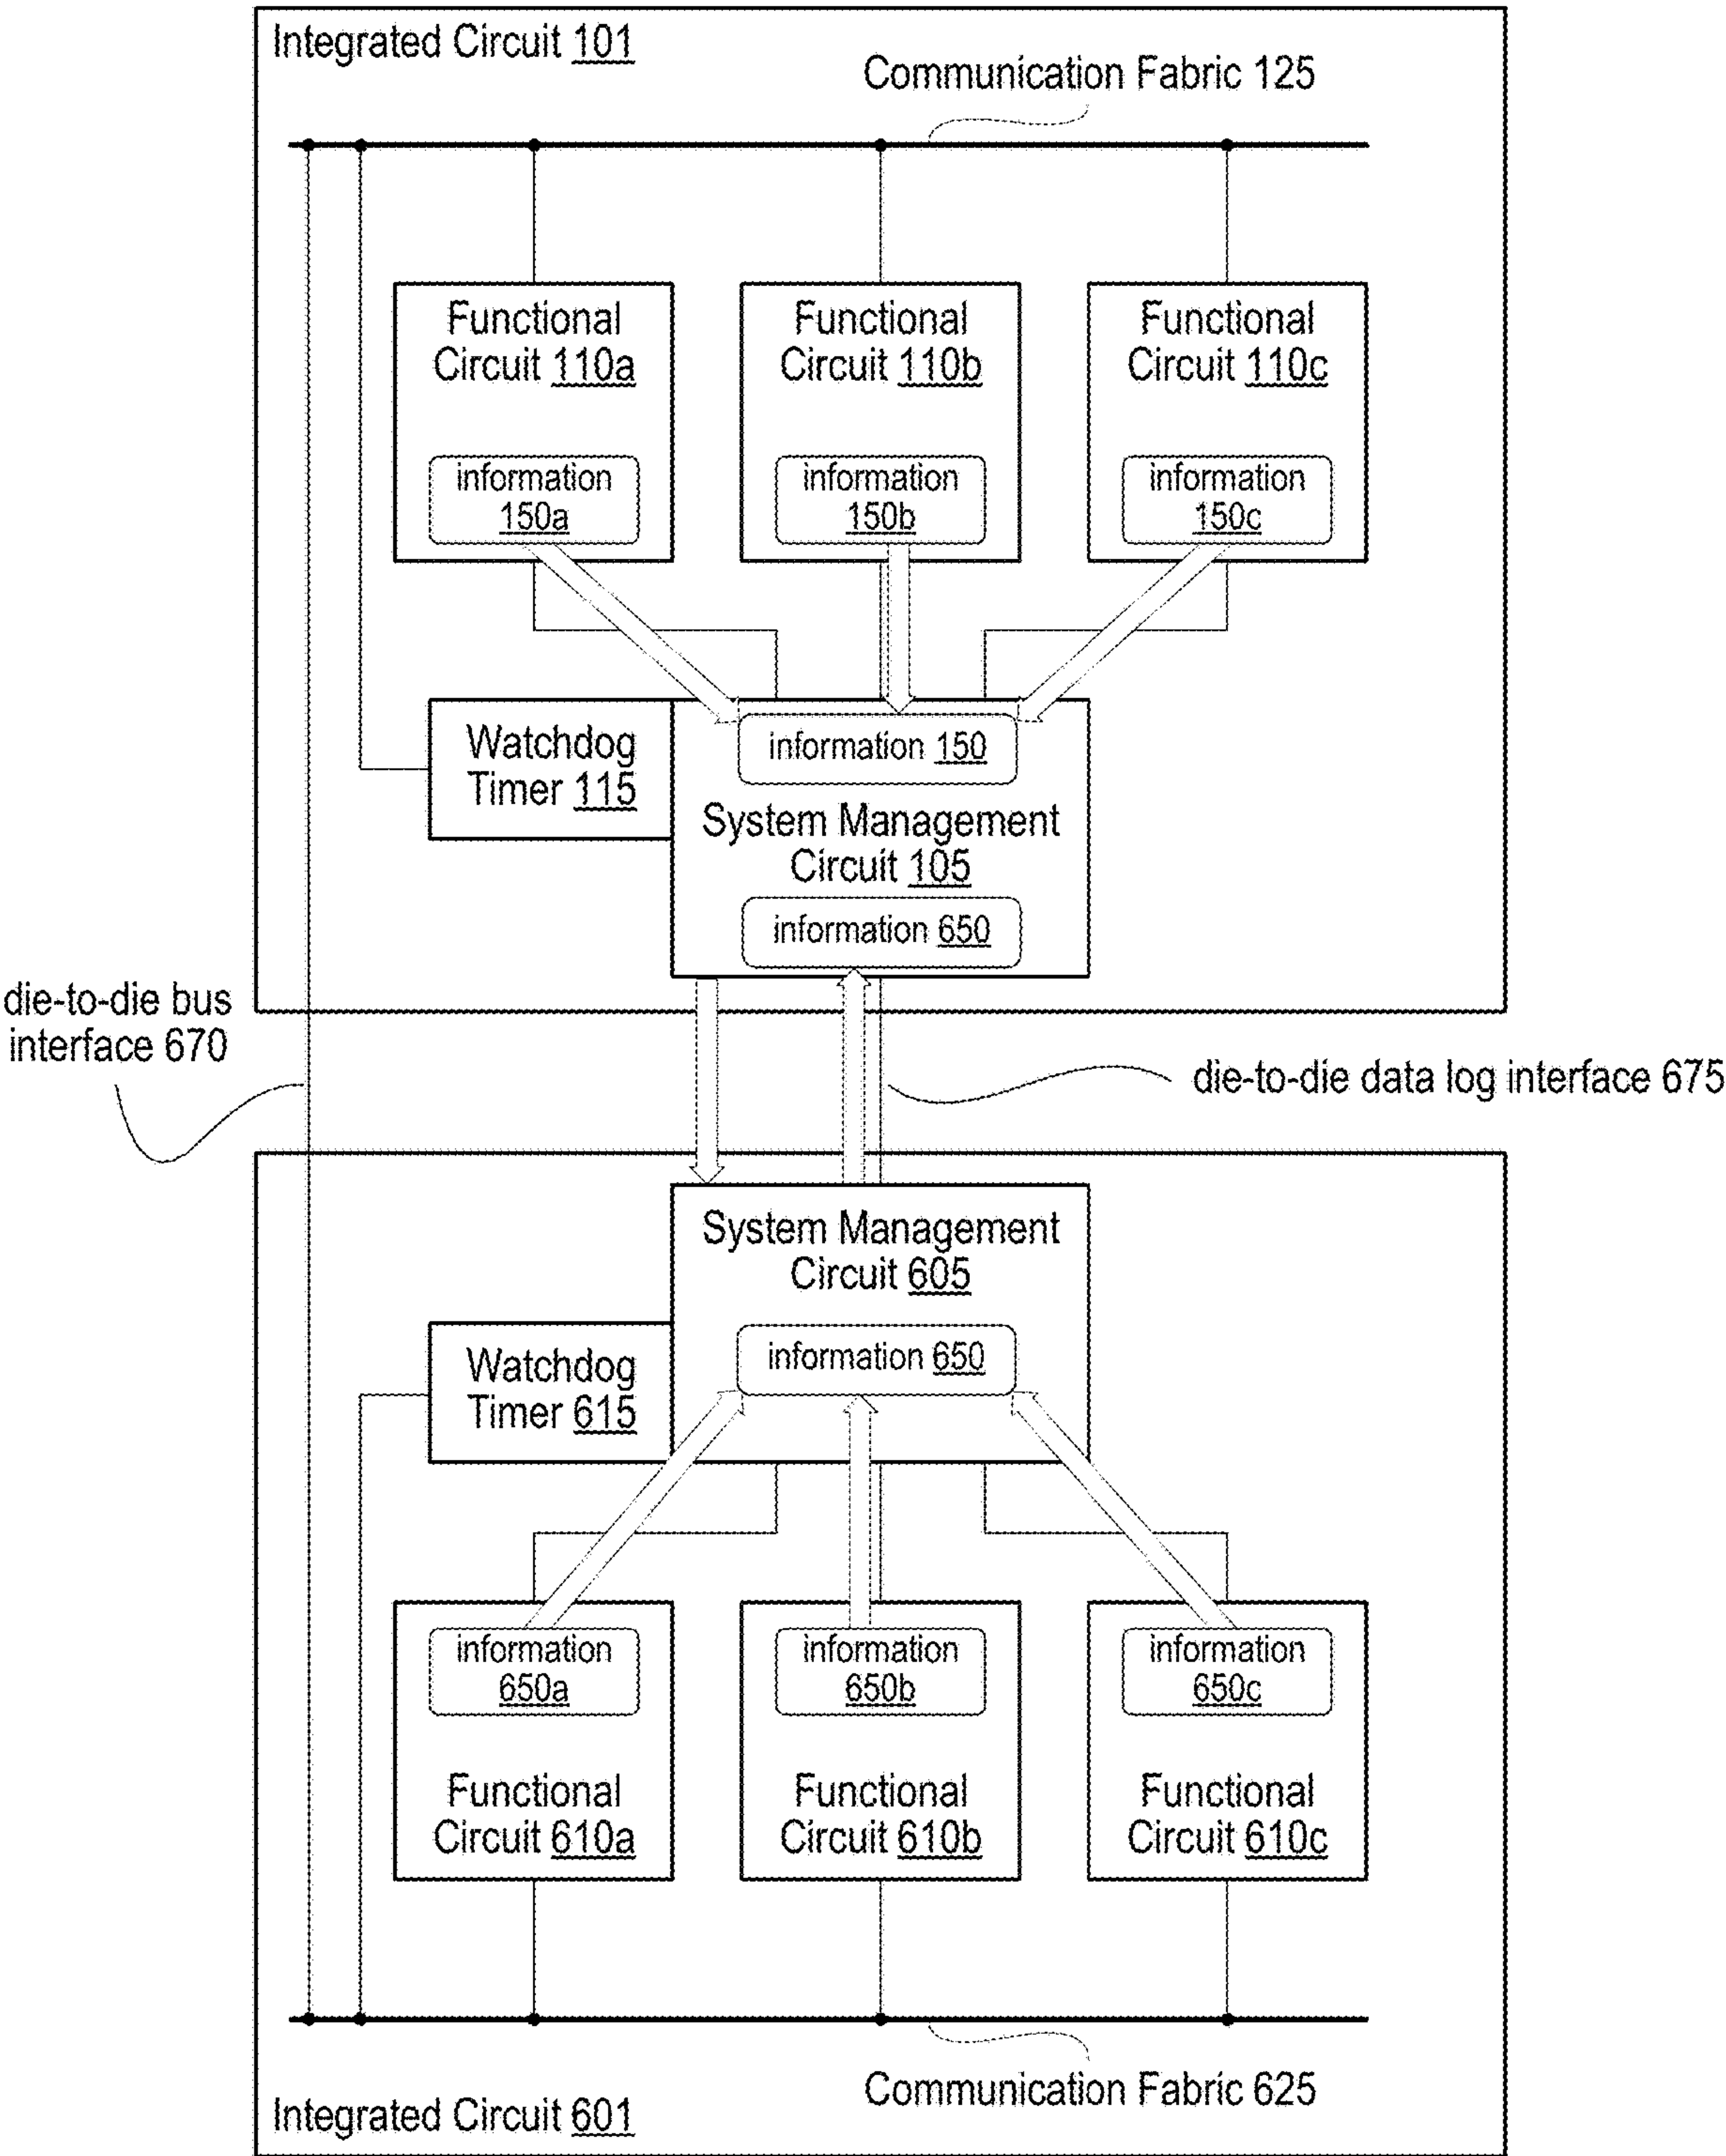 Integrated Circuit 101
Communication Fabric 125
Functional
Circuit 110a
Functional
Circuit 110b
Functional
Circuit 110c
information
150a
information
150b
information
150c
Watchdog
Timer 115
information 150
System Management
Circuit 105
information 650
die-to-die bus
interface 670
die-to-die data log interface 675
System Management
Circuit 605
information 650
Watchdog
Timer 615
information
650a
information
650b
information
650c
Functional
Circuit 610a
Functional
Circuit 610b
Functional
Circuit 610c
Communication Fabric 625
Integrated Circuit 601